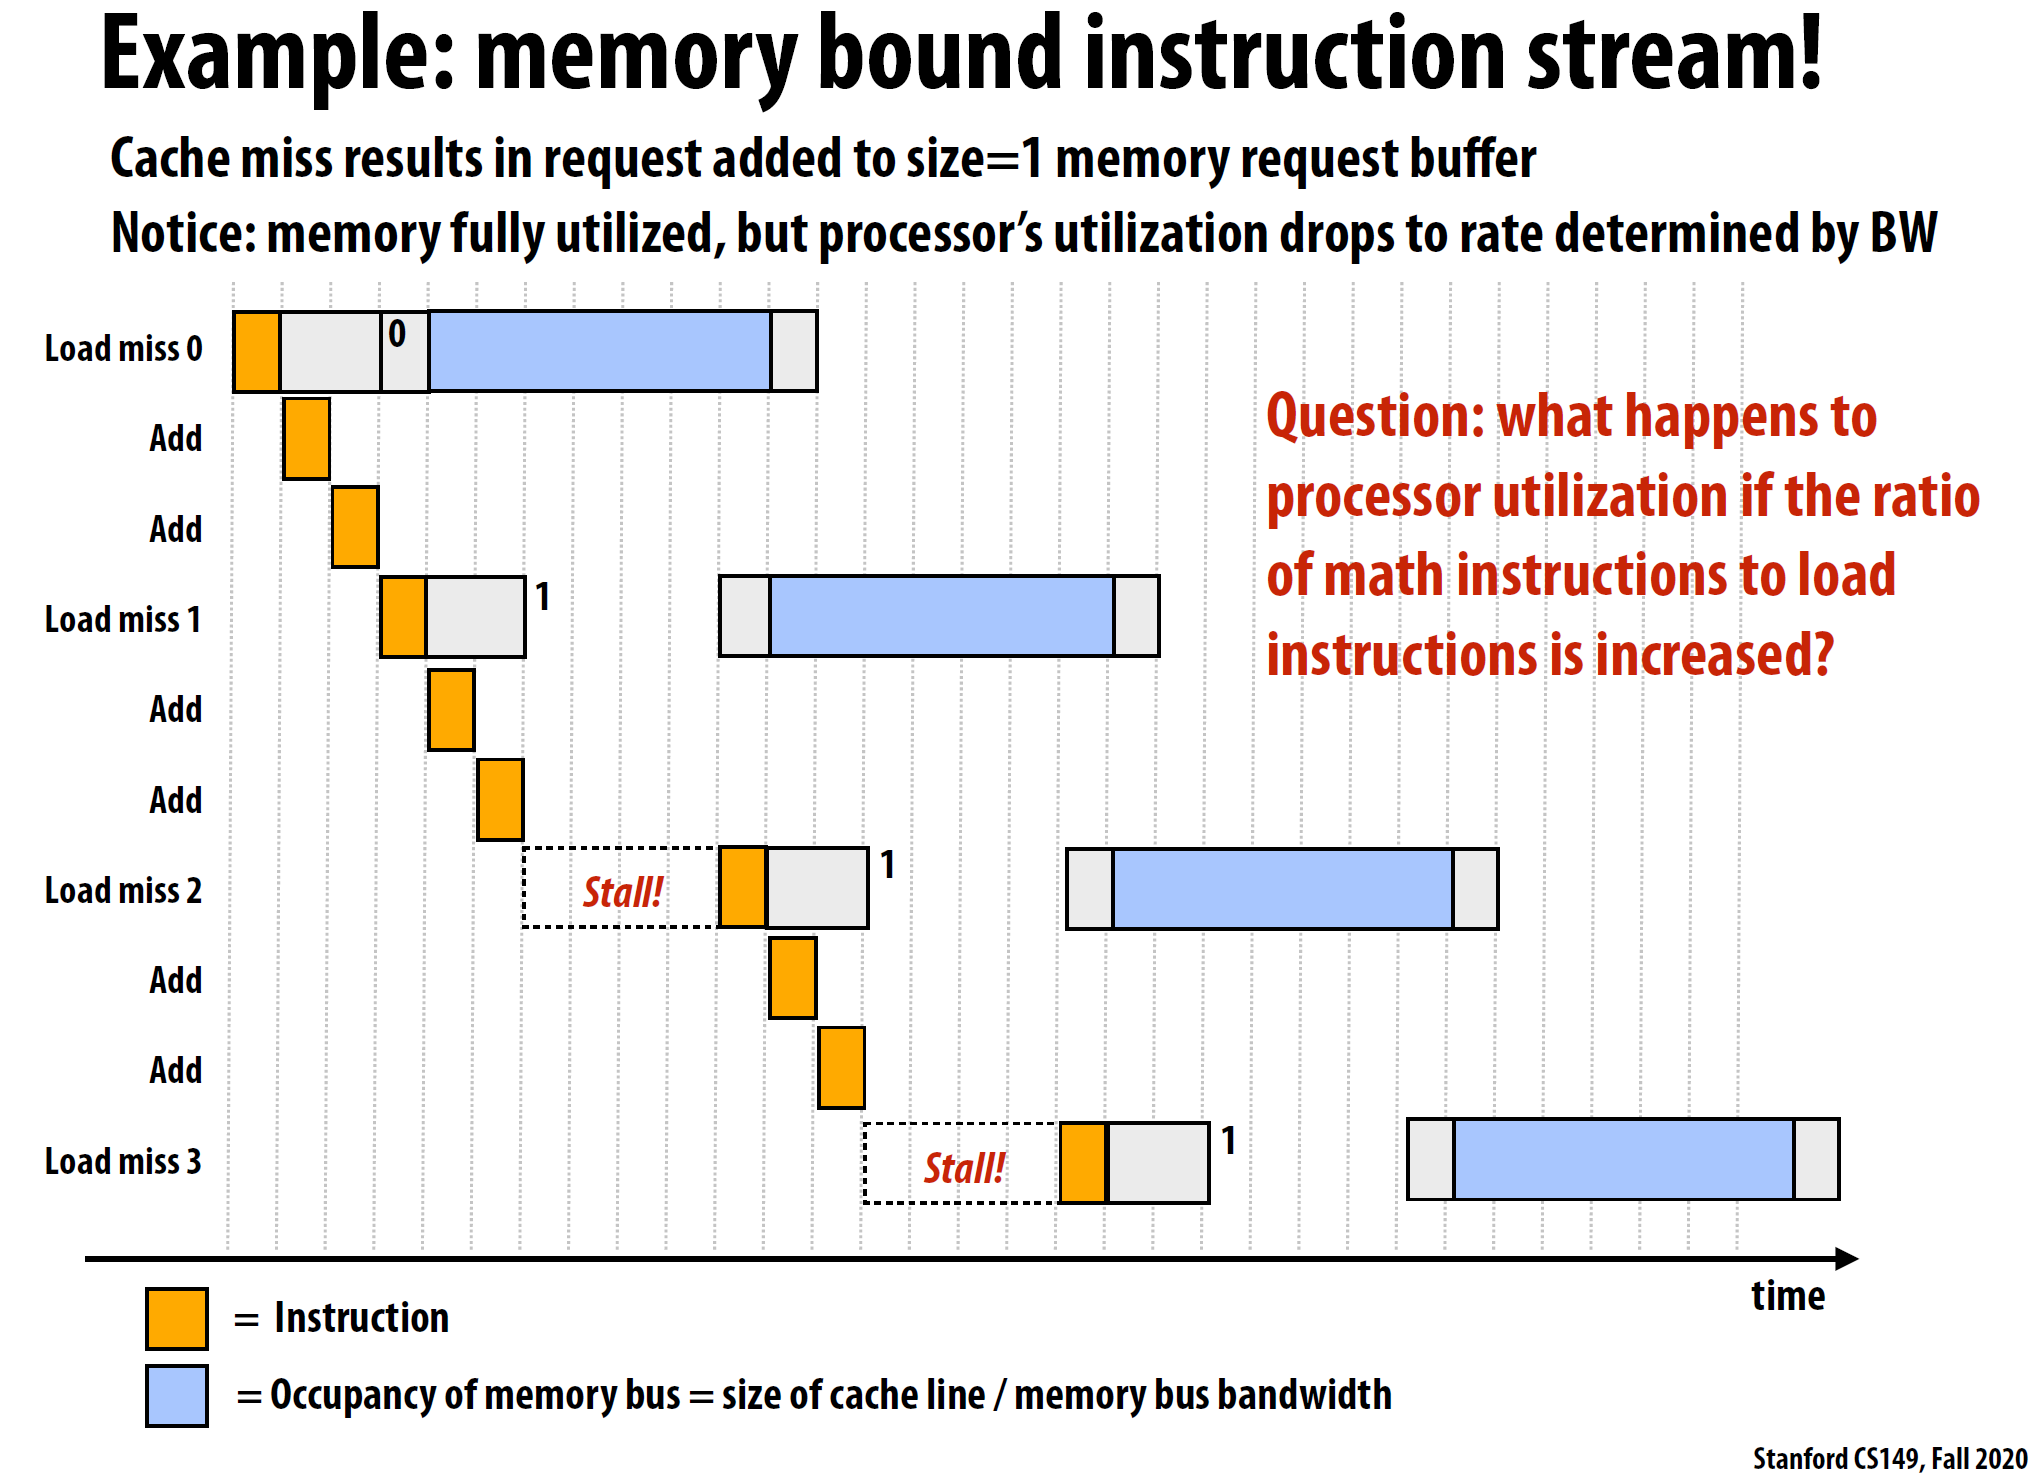 Example: memory bound instruction stream!
Cache miss results in request added to size=1 memory request buffer
Notice: memory fully utilized, but processor’s utilization drops to rate determined by BW
Load miss 0
0
Add
Question: what happens to
processor utilization if the ratio
of math instructions to load
instructions is increased?
Add
Load miss 1
1
Add
Add
Load miss 2
Stall!
1
Add
Add
Load miss 3
Stall!
1
time
= Instruction
= Occupancy of memory bus = size of cache line / memory bus bandwidth
Stanford CS149, Fall 2020